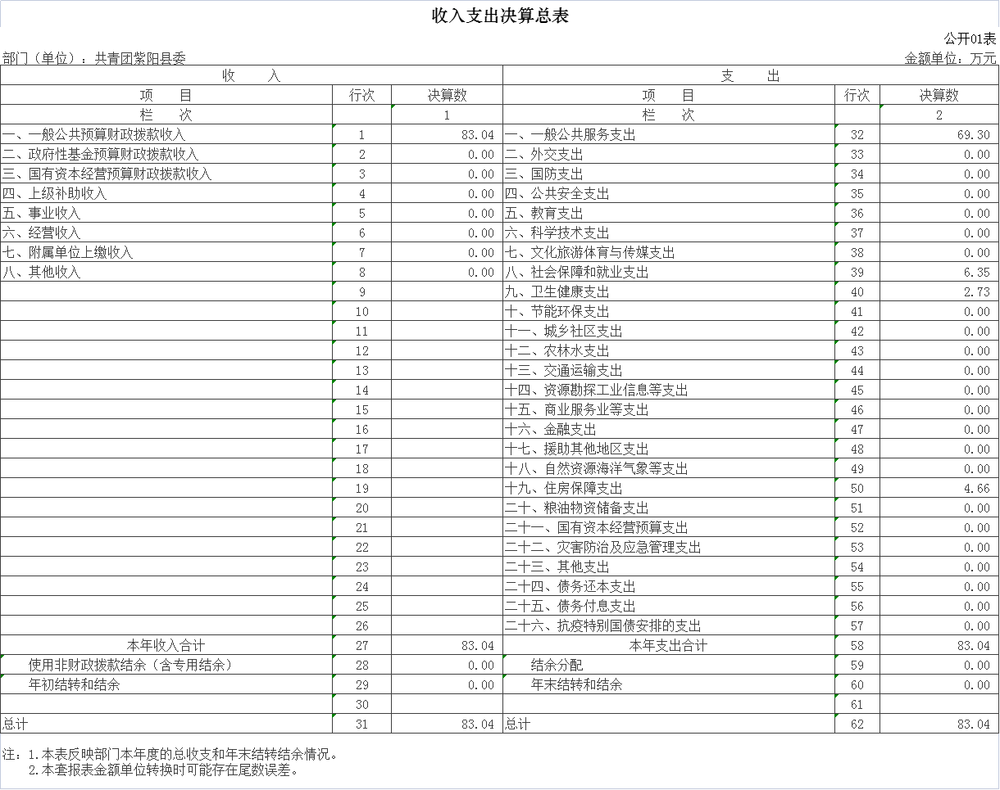 收入支出决算总表
公开01表
部门（单位）：共青团紫阳县委 金额单位：万元
收 入 支 出
项 目 行次 决算数 项 目 行次 决算数
栏 次 1 栏 次 2
一、一般公共预算财政拨款收入 1 83.04 一、一般公共服务支出 32 69.30
二、政府性基金预算财政拨款收入 2 0.00 二、外交支出 33 0.00
三、国有资本经营预算财政拨款收入 3 0.00 三、国防支出 34 0.00
四、上级补助收入 4 0.00 四、公共安全支出 35 0.00
五、事业收入 5 0.00 五、教育支出 36 0.00
六、经营收入 6 0.00 六、科学技术支出 37 0.00
七、附属单位上缴收入 7 0.00 七、文化旅游体育与传媒支出 38 0.00
八、其他收入 8 0.00 八、社会保障和就业支出 39 6.35
9 九、卫生健康支出 40 2.73
10 十、节能环保支出 41 0.00
11 十一、城乡社区支出 42 0.00
12 十二、农林水支出 43 0.00
13 十三、交通运输支出 44 0.00
14 十四、资源勘探工业信息等支出 45 0.00
15 十五、商业服务业等支出 46 0.00
16 十六、金融支出 47 0.00
17 十七、援助其他地区支出 48 0.00
18 十八、自然资源海洋气象等支出 49 0.00
19 十九、住房保障支出 50 4.66
20 二十、粮油物资储备支出 51 0.00
21 二十一、国有资本经营预算支出 52 0.00
22 二十二、灾害防治及应急管理支出 53 0.00
23 二十三、其他支出 54 0.00
24 二十四、债务还本支出 55 0.00
25 二十五、债务付息支出 56 0.00
26 二十六、抗疫特别国债安排的支出 57 0.00
本年收入合计 27 83.04 本年支出合计 58 83.04
使用非财政拨款结余（含专用结余） 28 0.00 结余分配 59 0.00
年初结转和结余 29 0.00 年末结转和结余 60 0.00
30 61
总计 31 83.04 总计 62 83.04
注：1.本表反映部门本年度的总收支和年末结转结余情况。
2.本套报表金额单位转换时可能存在尾数误差。